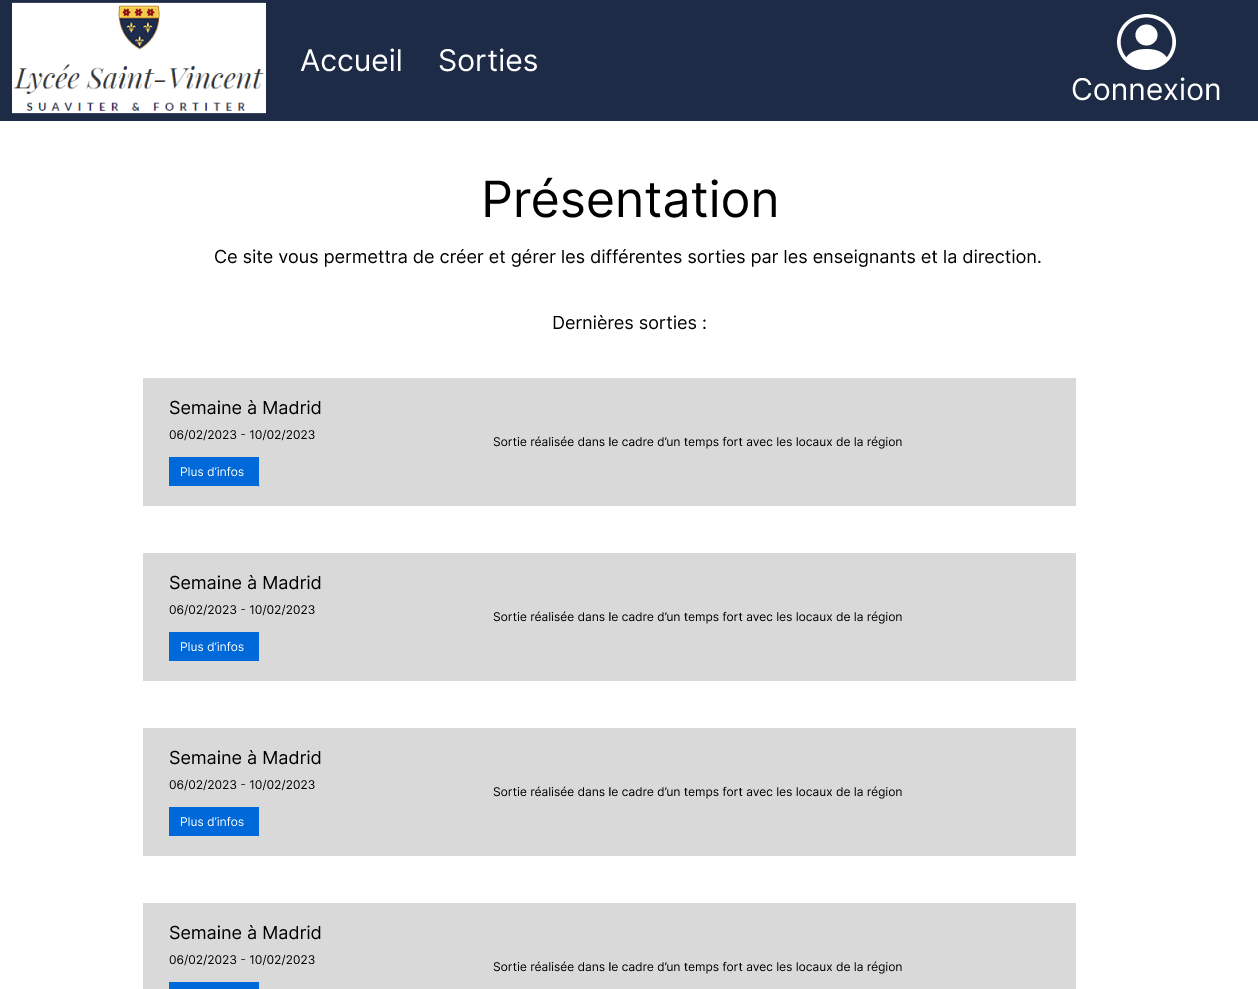 Lycée Saint-Vincent
SUAVITER & FORTITER
Accueil
Sorties
Connexion
Présentation
Ce site vous permettra de créer et gérer les différentes sorties par les enseignants et la direction.
Dernières sorties :
Semaine à Madrid
06/02/2023 - 10/02/2023
Sortie réalisée dans le cadre d’un temps fort avec les locaux de la région
Plus d’infos
Semaine à Madrid
06/02/2023 - 10/02/2023
Sortie réalisée dans le cadre d’un temps fort avec les locaux de la région
Plus d’infos
Semaine à Madrid
06/02/2023 - 10/02/2023
Sortie réalisée dans le cadre d’un temps fort avec les locaux de la région
Plus d’infos
Semaine à Madrid
06/02/2023 - 10/02/2023
Sortie réalisée dans le cadre d’un temps fort avec les locaux de la région